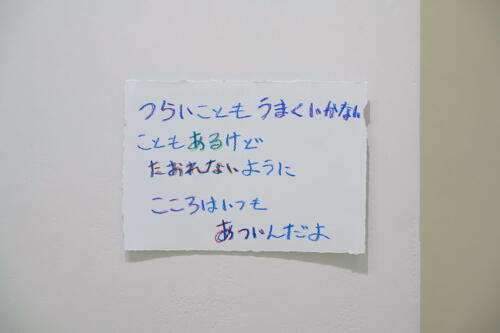 つらいことも うまくいかない
こともあるけど
たおれないように
こころはいつも
あついんだよ